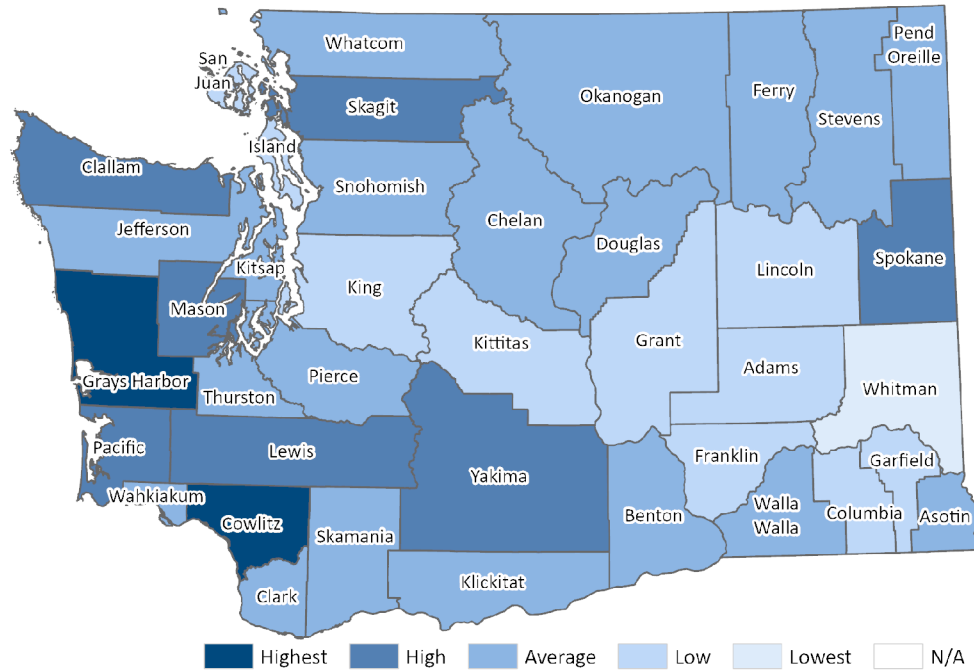 Whatcom
Pend
Oreille
San
Juan
Skagit
Okanogan
Ferry
Stevens
Island
Clallam
Snohomish
Chelan
Jefferson
Douglas
Kitsap
Lincoln
Spokane
King
Mason
Kittitas
Grant
Adams
Whitman
Grays Harbor
Thurston
Pierce
Pacific
Lewis
Yakima
Franklin
Garfield
Wahkiakum
Cowlitz
Skamania
Benton
Walla
Walla
Columbia
Asotin
Clark
Klickitat
Highest
High
Average
Low
Lowest
N/A